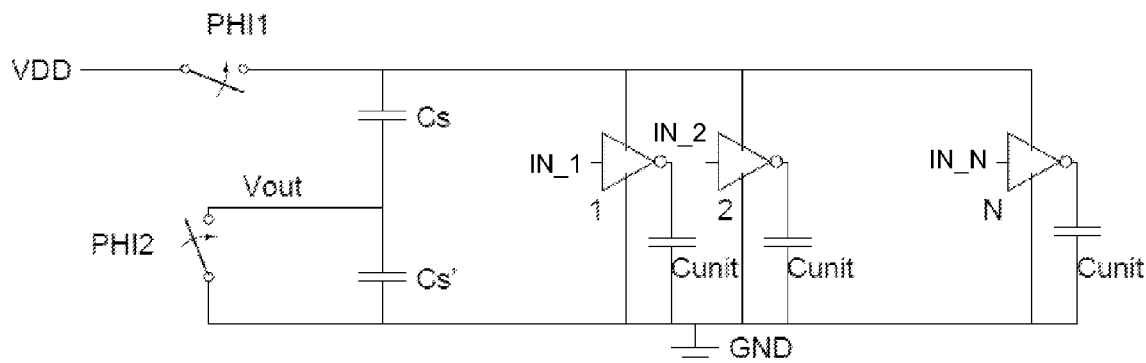 PHI1
VDD
Cs
IN_1
IN_2
IN_N
Vout
1
2
N
PHI2
Cs'
Cunit
Cunit
Cunit
GND